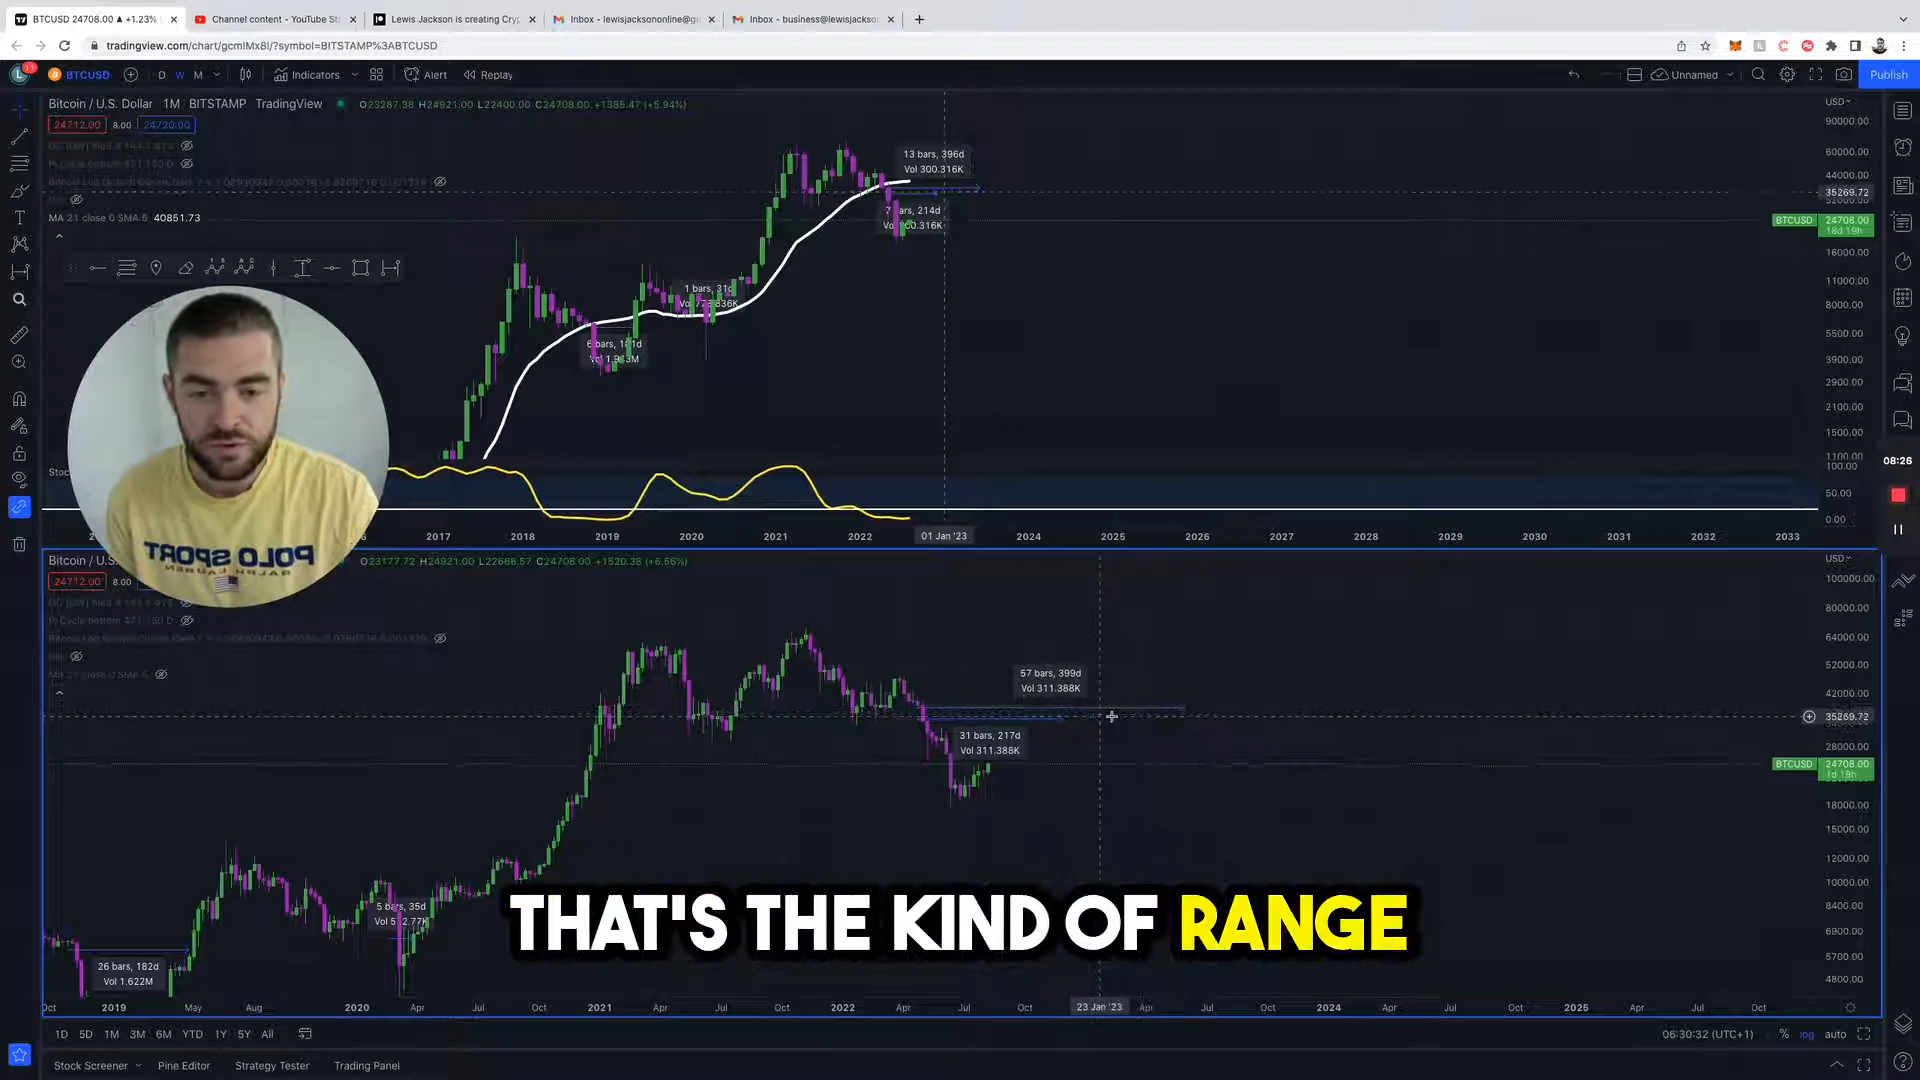 BTCUSD 24708.00 ▲ +1.23%
Channel content - YouTube St
Lewis Jackson is creating Cryp
Inbox - lewisjacksononline@g
Inbox - business@lewisjackso
tradingview.com/chart/gcmlMx8l/?symbol=BITSTAMP%3ABTCUSD
L 11 BTCUSD D W M Indicators Alert Replay Unnamed Publish
Bitcoin / U.S. Dollar 1M BITSTAMP TradingView O23287.38 H24921.00 L22400.00 C24708.00 +1385.47 (+5.94%)
24712.00 8.00 24720.00
MA 21 close 0 SMA 5 40851.73
USD
90000.00
60000.00
44000.00
35269.72
BTCUSD 24708.00
18d 19h
16000.00
11000.00
8000.00
5500.00
3900.00
2900.00
2100.00
1500.00
1100.00
13 bars, 396d
Vol 300.316K
7 bars, 214d
1 bars, 31d
6 bars, 181d
Stoc
100.00
50.00
0.00
08:26
2017 2018 2019 2020 2021 2022 01 Jan '23 2024 2025 2026 2027 2028 2029 2030 2031 2032 2033
POLO SPORT
RALPH LAUREN
Bitcoin / U.S. O23177.72 H24921.00 L22668.57 C24708.00 +1520.38 (+6.56%)
24712.00 8.00
USD
100000.00
80000.00
64000.00
52000.00
42000.00
35269.72
28000.00
BTCUSD 24708.00
1d 19h
18000.00
15000.00
12000.00
10000.00
8400.00
6900.00
5700.00
4800.00
57 bars, 399d
Vol 311.388K
31 bars, 217d
Vol 311.388K
5 bars, 35d
26 bars, 182d
Vol 1.622M
THAT'S THE KIND OF RANGE
Oct 2019 May Aug 2020 Apr Jul Oct 2021 Apr Jul Oct 2022 Apr Jul Oct 23 Jan '23 Apr Jul Oct 2024 Apr Jul Oct 2025 Apr Jul Oct
1D 5D 1M 3M 6M YTD 1Y 5Y All 06:30:32 (UTC+1) % log auto
Stock Screener Pine Editor Strategy Tester Trading Panel